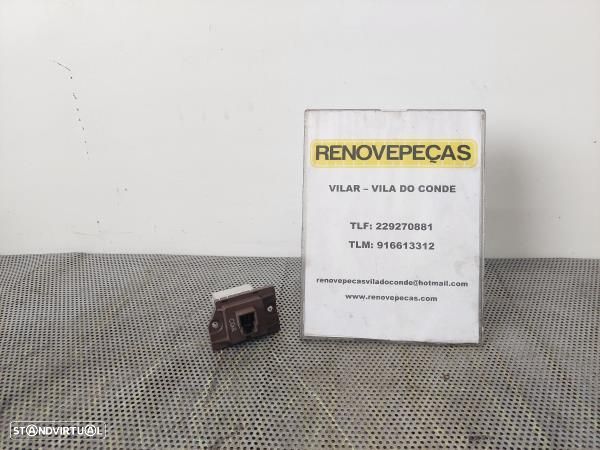 RENOVEPEÇAS
VILAR – VILA DO CONDE
TLF: 229270881
TLM: 916613312
renovepecasviladoconde@hotmail.com
www.renovepecas.com
STANDVIRTUAL